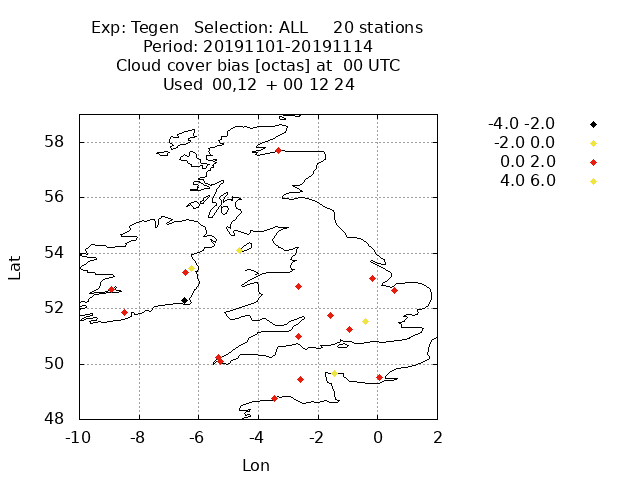 Exp: Tegen Selection: ALL 20 stations
Period: 20191101-20191114
Cloud cover bias [octas] at 00 UTC
Used 00,12 + 00 12 24
-4.0 -2.0
-2.0 0.0
0.0 2.0
4.0 6.0
58
56
54
52
50
48
Lat
-10 -8 -6 -4 -2 0 2
Lon